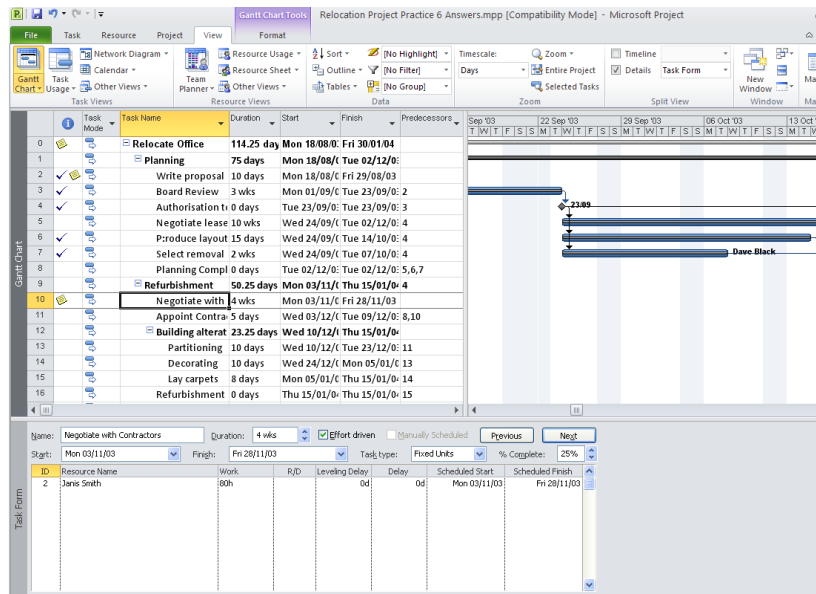 Gantt Chart Tools Relocation Project Practice 6 Answers.mpp [Compatibility Mode] - Microsoft Project
File Task Resource Project View Format
Gantt Chart
Task Usage
Network Diagram
Calendar
Other Views
Task Views
Team Planner
Resource Usage
Resource Sheet
Other Views
Resource Views
Sort
Outline
Tables
[No Highlight]
[No Filter]
[No Group]
Data
Timescale:
Days
Zoom
Entire Project
Selected Tasks
Zoom
Timeline
Details Task Form
Split View
New Window
Window
Ma
Task Mode Task Name Duration Start Finish Predecessors
0 Relocate Office 114.25 day Mon 18/08/0 Fri 30/01/04
1 Planning 75 days Mon 18/08/( Tue 02/12/0
2 Write proposal 10 days Mon 18/08/( Fri 29/08/03
3 Board Review 3 wks Mon 01/09/( Tue 23/09/0 2
4 Authorisation t 0 days Tue 23/09/0 Tue 23/09/0 3
5 Negotiate lease 10 wks Wed 24/09/( Tue 02/12/0 4
6 P:roduce layout 15 days Wed 24/09/( Tue 14/10/0 4
7 Select removal 2 wks Wed 24/09/( Tue 07/10/0 4
8 Planning Compl 0 days Tue 02/12/0 Tue 02/12/0 5,6,7
9 Refurbishment 50.25 days Mon 03/11/( Thu 15/01/0 4
10 Negotiate with 4 wks Mon 03/11/( Fri 28/11/03
11 Appoint Contra 5 days Wed 03/12/( Tue 09/12/0 8,10
12 Building alterat 23.25 days Wed 10/12/( Thu 15/01/0
13 Partitioning 10 days Wed 10/12/( Tue 23/12/0 11
14 Decorating 10 days Wed 24/12/( Mon 05/01/( 13
15 Lay carpets 8 days Mon 05/01/( Thu 15/01/0 14
16 Refurbishment 0 days Thu 15/01/0 Thu 15/01/0 15
Sep '03 22 Sep '03 29 Sep '03 06 Oct '03 13 Oct '
T W T F S S M T W T F S S M T W T F S S M T W T F S S M T W
23/09
Dave Black
Gantt Chart
Name: Negotiate with Contractors Duration: 4 wks Effort driven Manually Scheduled Previous Next
Start: Mon 03/11/03 Finish: Fri 28/11/03 Task type: Fixed Units % Complete: 25%
ID Resource Name Work R/D Leveling Delay Delay Scheduled Start Scheduled Finish
2 Janis Smith 80h 0d 0d Mon 03/11/03 Fri 28/11/03
Task Form